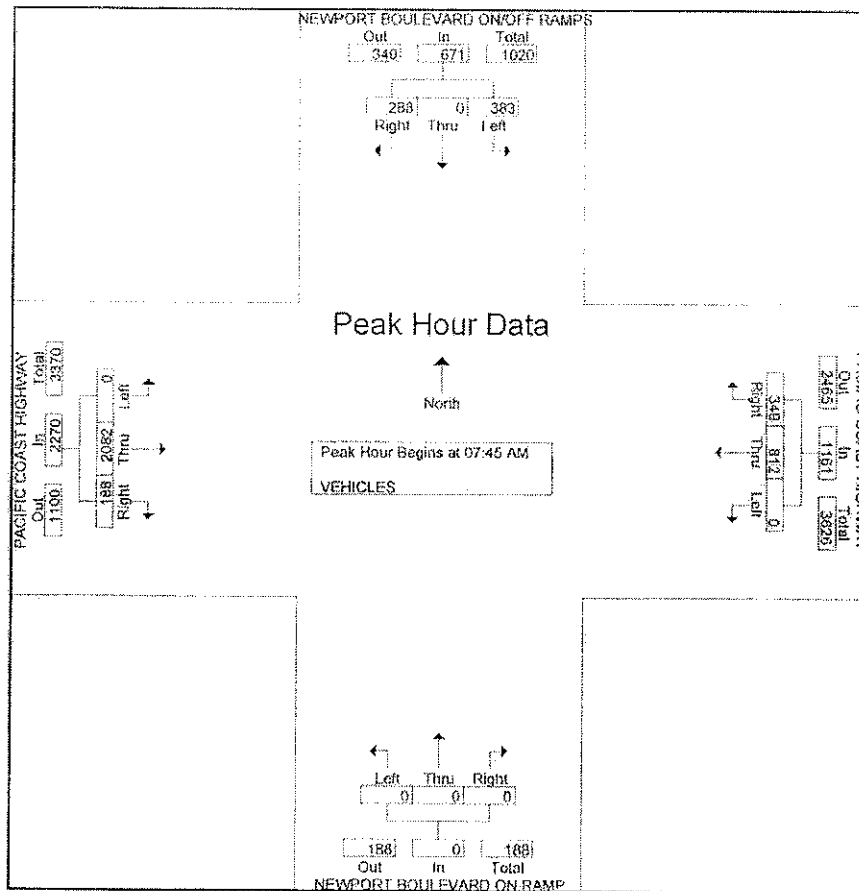 NEWPORT BOULEVARD ON/OFF RAMPS
Out In Total
349 671 1020
288 0 383
Right Thru Left
Peak Hour Data
North
Peak Hour Begins at 07:45 AM
VEHICLES
PACIFIC COAST HIGHWAY
Out In Total
1100 2270 3370
188 2082 0
Right Thru Left
Out In Total
2465 1161 3626
349 812 0
Right Thru Left
Left Thru Right
0 0 0
188 0 188
Out In Total
NEWPORT BOULEVARD ON RAMP